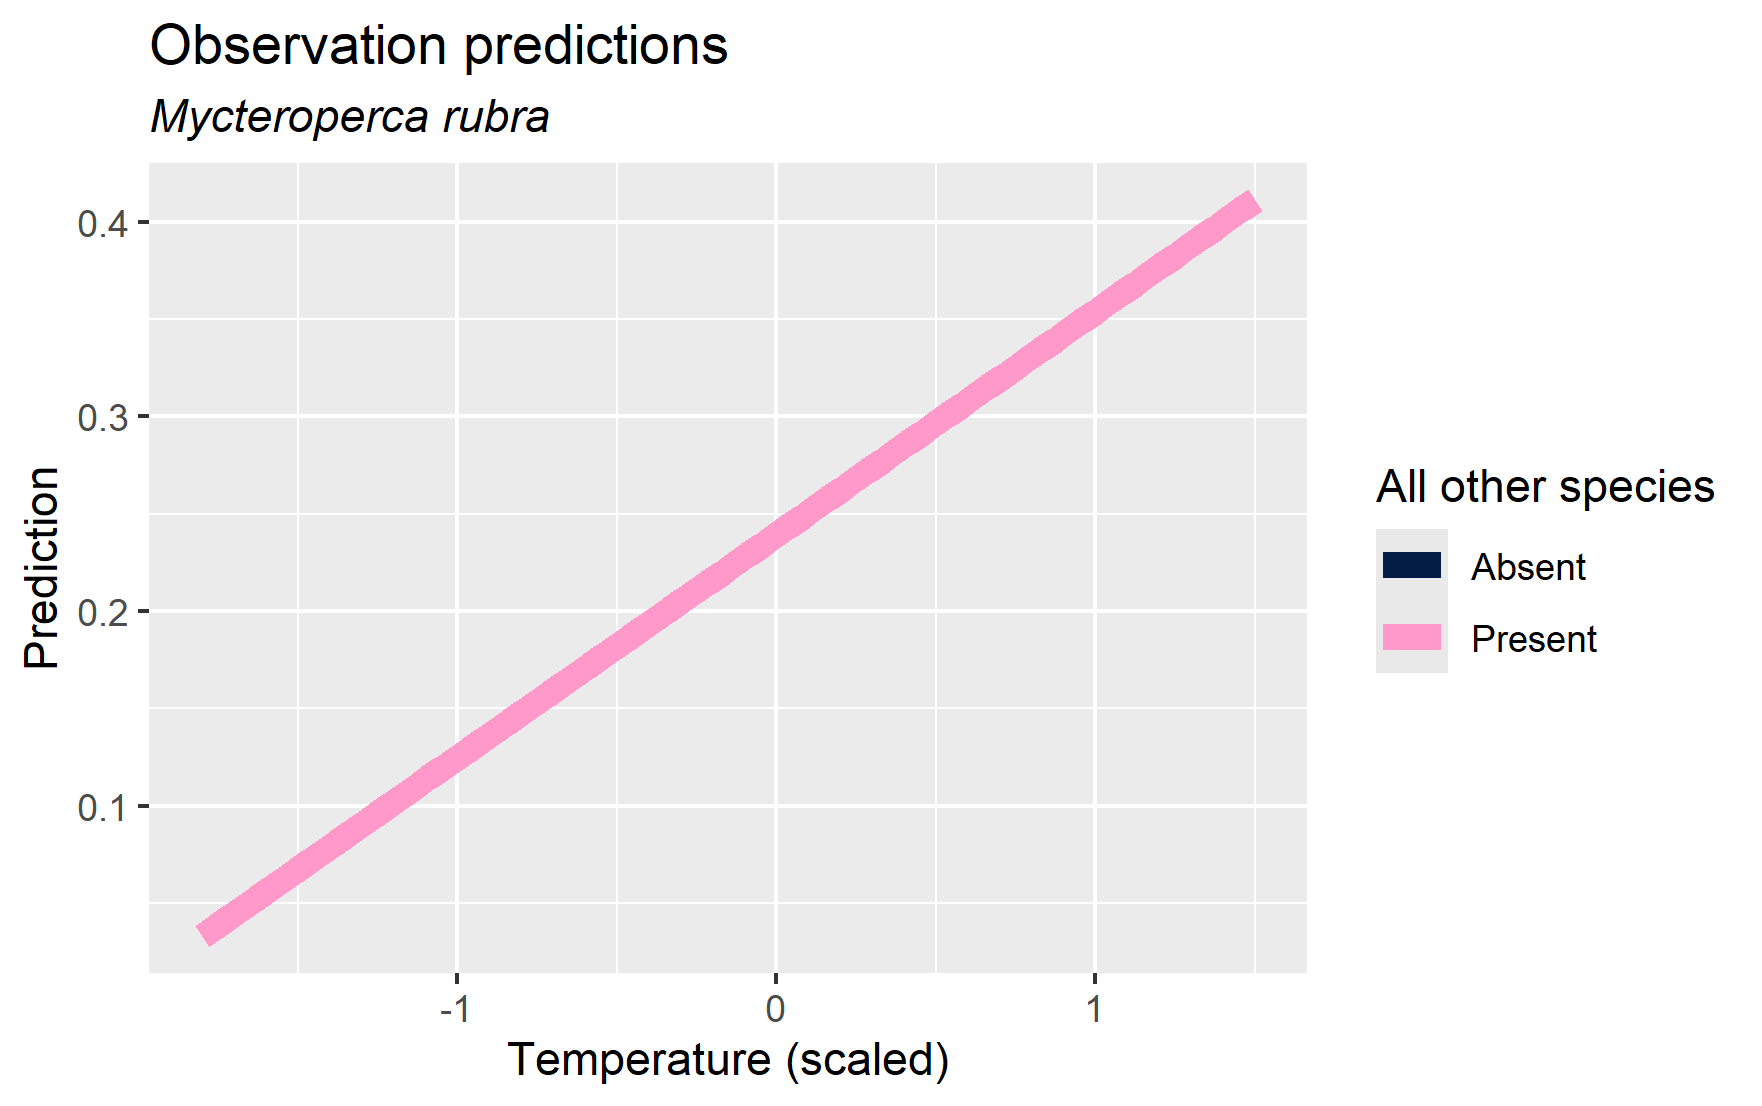 Observation predictions
Mycteroperca rubra
Prediction
0.4
0.3
0.2
0.1
-1
0
1
Temperature (scaled)
All other species
Absent
Present